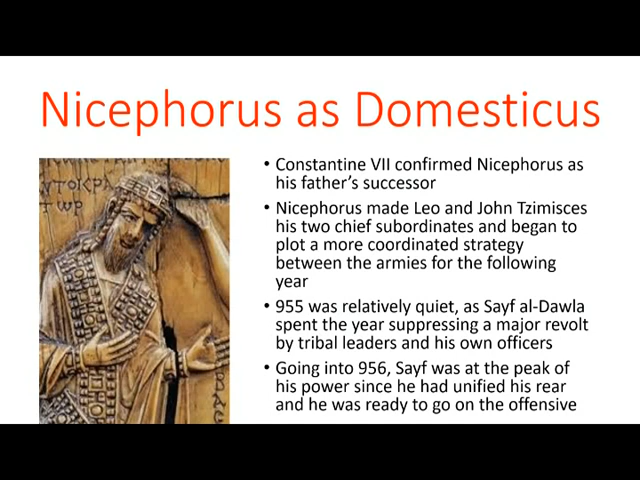 Nicephorus as Domesticus
ΥΤΟΚΡΑ
ΤѠΡ
• Constantine VII confirmed Nicephorus as
his father’s successor
• Nicephorus made Leo and John Tzimisces
his two chief subordinates and began to
plot a more coordinated strategy
between the armies for the following
year
• 955 was relatively quiet, as Sayf al-Dawla
spent the year suppressing a major revolt
by tribal leaders and his own officers
• Going into 956, Sayf was at the peak of
his power since he had unified his rear
and he was ready to go on the offensive